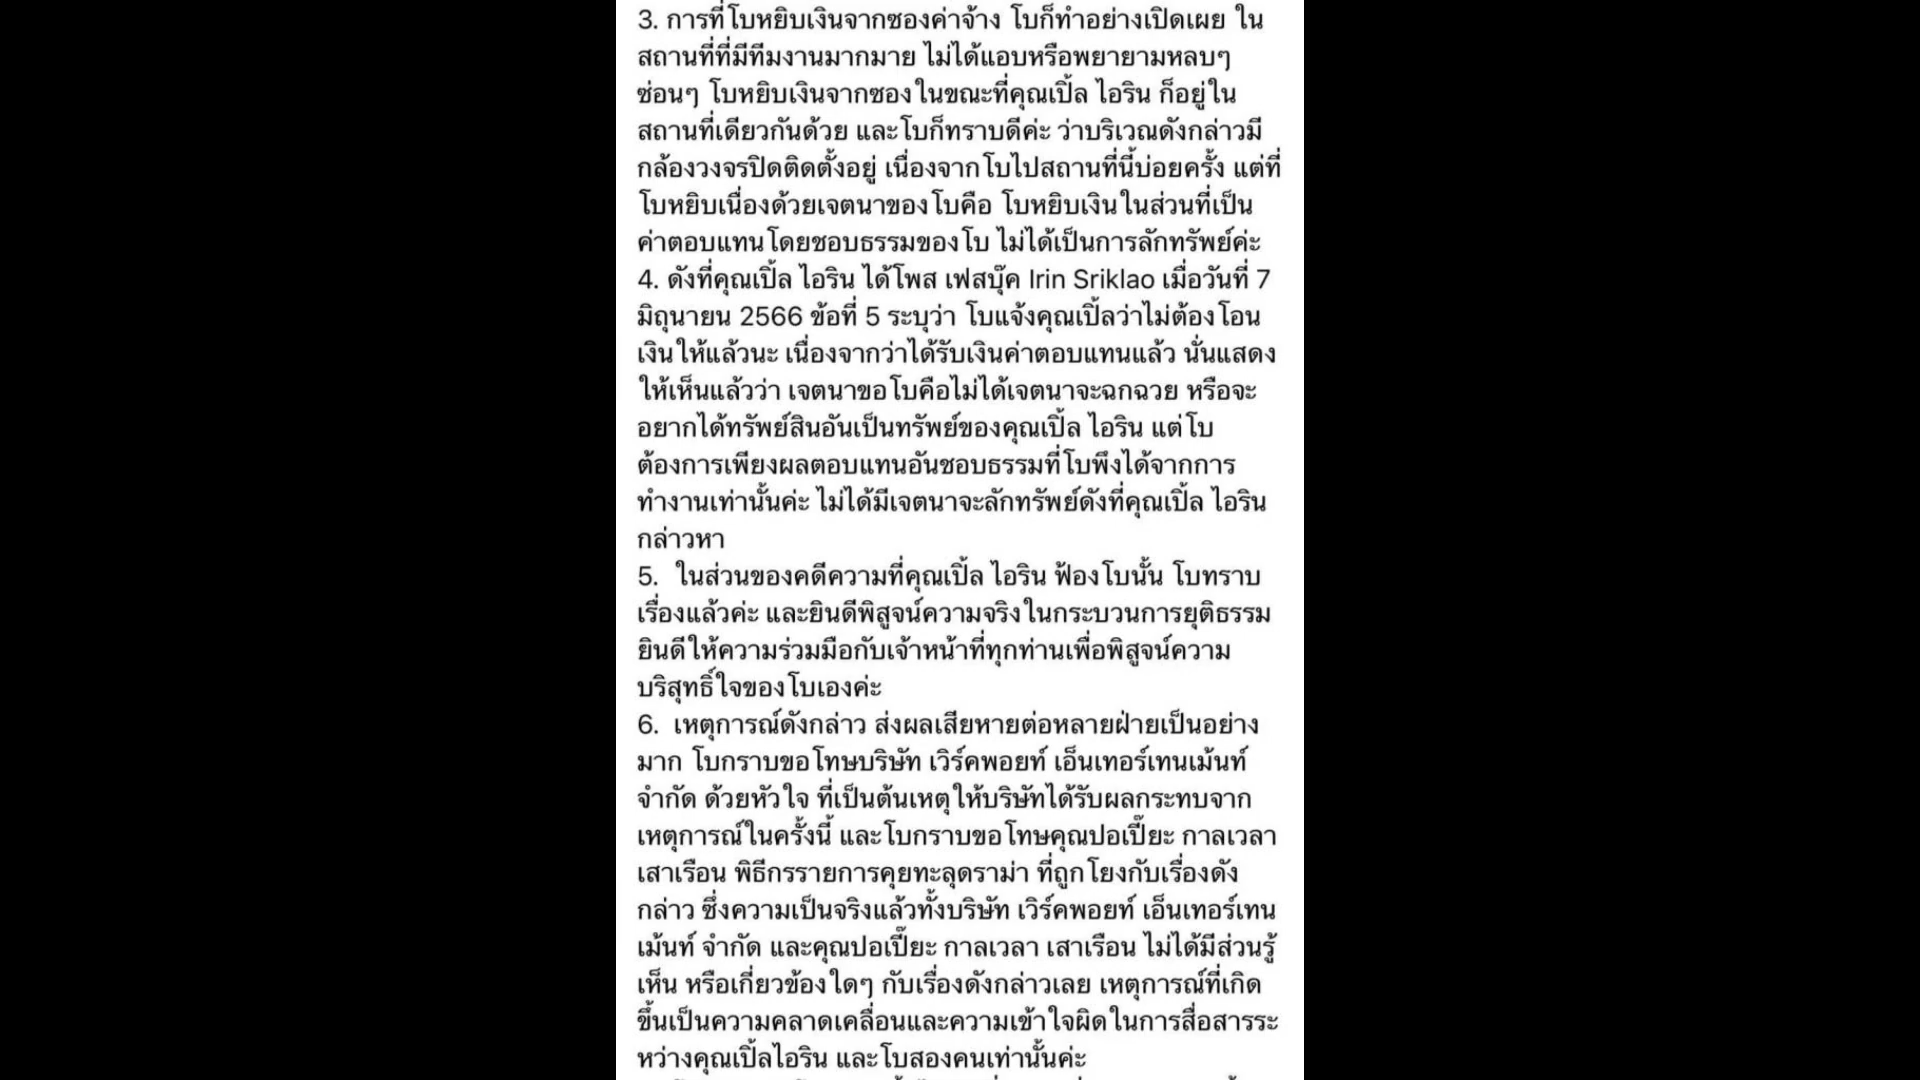 3. การที่โบหยิบเงินจากซองค่าจ้าง โบก็ทำอย่างเปิดเผย ใน
สถานที่ที่มีทีมงานมากมาย ไม่ได้แอบหรือพยายามหลบๆ
ซ่อนๆ โบหยิบเงินจากซองในขณะที่คุณเปิ้ล ไอริน ก็อยู่ใน
สถานที่เดียวกันด้วย และโบก็ทราบดีค่ะ ว่าบริเวณดังกล่าวมี
กล้องวงจรปิดติดตั้งอยู่ เนื่องจากโบไปสถานที่นี้บ่อยครั้ง แต่ที่
โบหยิบเนื่องด้วยเจตนาของโบคือ โบหยิบเงินในส่วนที่เป็น
ค่าตอบแทนโดยชอบธรรมของโบ ไม่ได้เป็นการลักทรัพย์ค่ะ
4. ดังที่คุณเปิ้ล ไอริน ได้โพส เฟสบุ๊ค Irin Sriklao เมื่อวันที่ 7
มิถุนายน 2566 ข้อที่ 5 ระบุว่า โบแจ้งคุณเปิ้ลว่าไม่ต้องโอน
เงินให้แล้วนะ เนื่องจากว่าได้รับเงินค่าตอบแทนแล้ว นั่นแสดง
ให้เห็นแล้วว่า เจตนาขอโบคือไม่ได้เจตนาจะฉกฉวย หรือจะ
อยากได้ทรัพย์สินอันเป็นทรัพย์ของคุณเปิ้ล ไอริน แต่โบ
ต้องการเพียงผลตอบแทนอันชอบธรรมที่โบพึงได้จากการ
ทำงานเท่านั้นค่ะ ไม่ได้มีเจตนาจะลักทรัพย์ดังที่คุณเปิ้ล ไอริน
กล่าวหา
5.  ในส่วนของคดีความที่คุณเปิ้ล ไอริน ฟ้องโบนั้น โบทราบ
เรื่องแล้วค่ะ และยินดีพิสูจน์ความจริงในกระบวนการยุติธรรม
ยินดีให้ความร่วมมือกับเจ้าหน้าที่ทุกท่านเพื่อพิสูจน์ความ
บริสุทธิ์ใจของโบเองค่ะ
6.  เหตุการณ์ดังกล่าว ส่งผลเสียหายต่อหลายฝ่ายเป็นอย่าง
มาก โบกราบขอโทษบริษัท เวิร์คพอยท์ เอ็นเทอร์เทนเม้นท์
จำกัด ด้วยหัวใจ ที่เป็นต้นเหตุให้บริษัทได้รับผลกระทบจาก
เหตุการณ์ในครั้งนี้ และโบกราบขอโทษคุณปอเปี๊ยะ กาลเวลา
เสาเรือน พิธีกรรายการคุยทะลุดราม่า ที่ถูกโยงกับเรื่องดัง
กล่าว ซึ่งความเป็นจริงแล้วทั้งบริษัท เวิร์คพอยท์ เอ็นเทอร์เทน
เม้นท์ จำกัด และคุณปอเปี๊ยะ กาลเวลา เสาเรือน ไม่ได้มีส่วนรู้
เห็น หรือเกี่ยวข้องใดๆ กับเรื่องดังกล่าวเลย เหตุการณ์ที่เกิด
ขึ้นเป็นความคลาดเคลื่อนและความเข้าใจผิดในการสื่อสารระ
หว่างคุณเปิ้ลไอริน และโบสองคนเท่านั้นค่ะ